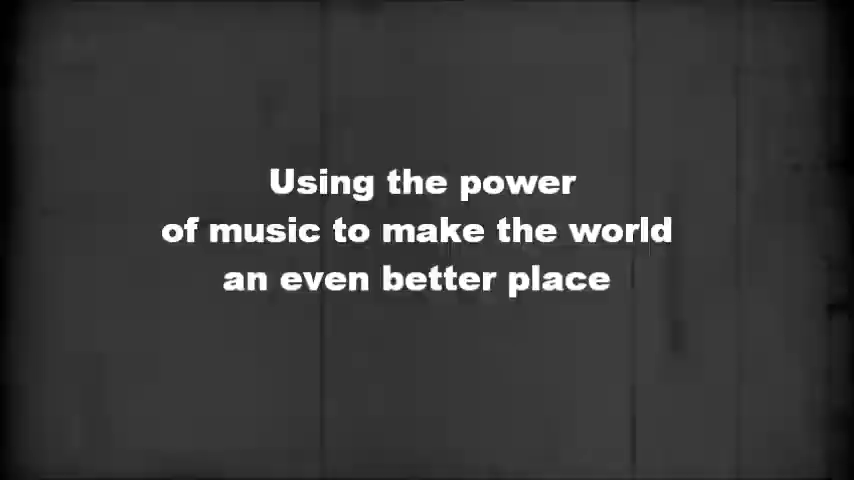 Using the power
of music to make the world
an even better place